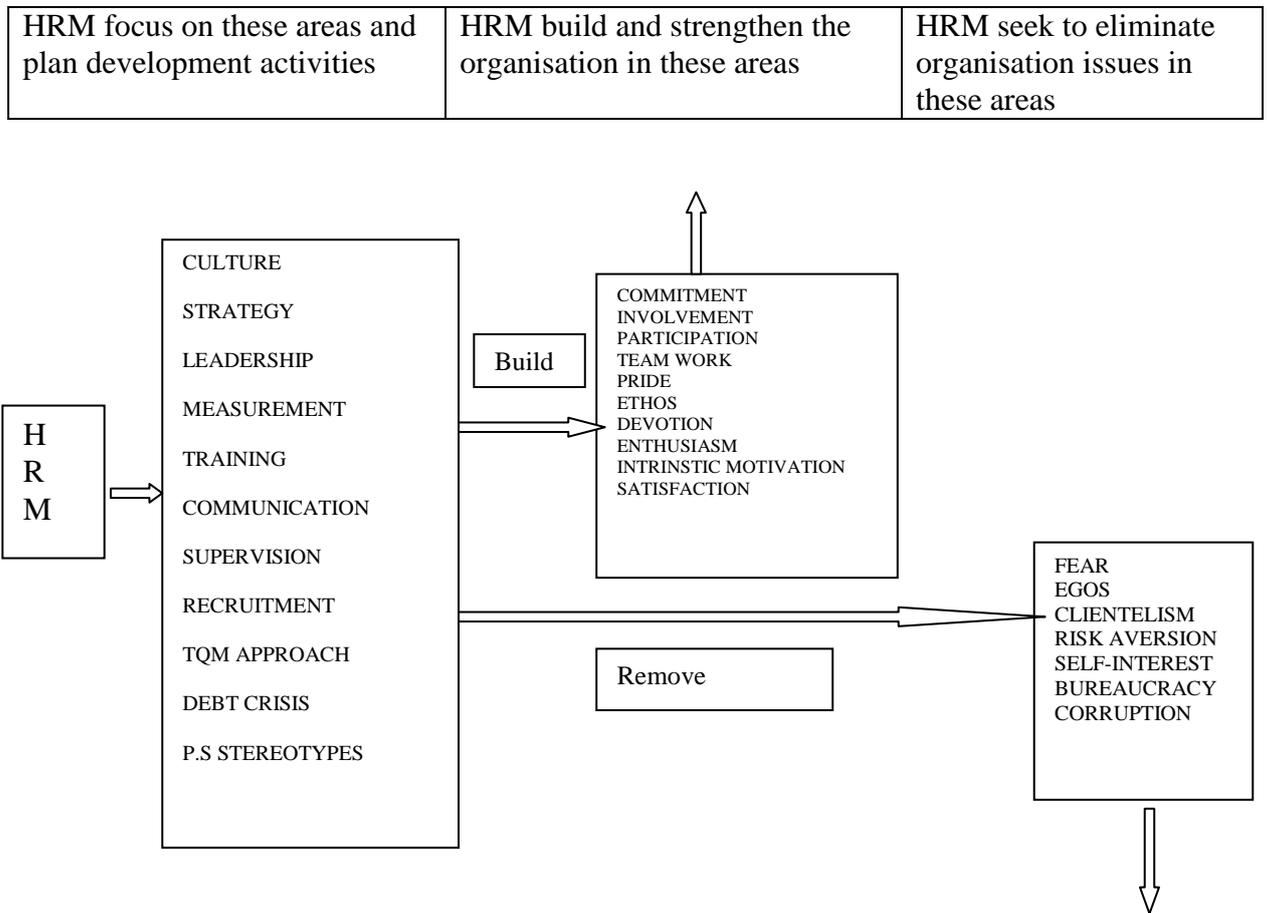 HRM focus on these areas and
plan development activities
HRM build and strengthen the
organisation in these areas
HRM seek to eliminate
organisation issues in
these areas
H
R
M
CULTURE
STRATEGY
LEADERSHIP
MEASUREMENT
TRAINING
COMMUNICATION
SUPERVISION
RECRUITMENT
TQM APPROACH
DEBT CRISIS
P.S STEREOTYPES
Build
COMMITMENT
INVOLVEMENT
PARTICIPATION
TEAM WORK
PRIDE
ETHOS
DEVOTION
ENTHUSIASM
INTRINSTIC MOTIVATION
SATISFACTION
Remove
FEAR
EGOS
CLIENTELISM
RISK AVERSION
SELF-INTEREST
BUREAUCRACY
CORRUPTION